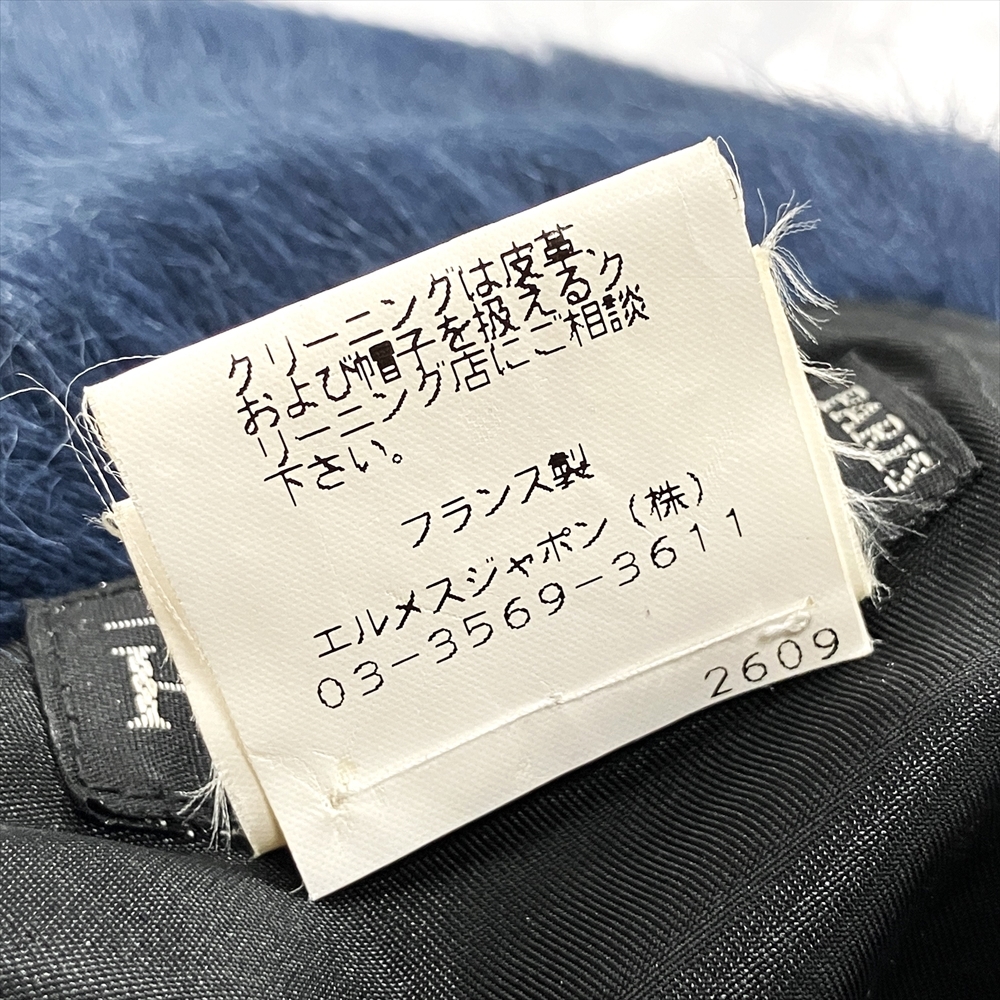 クリーニングは皮革、
および帽子を扱えるク
リーニング店にご相談
下さい。
フランス製
エルメスジャポン(株)
03-3569-3611
2609
PARIS
H